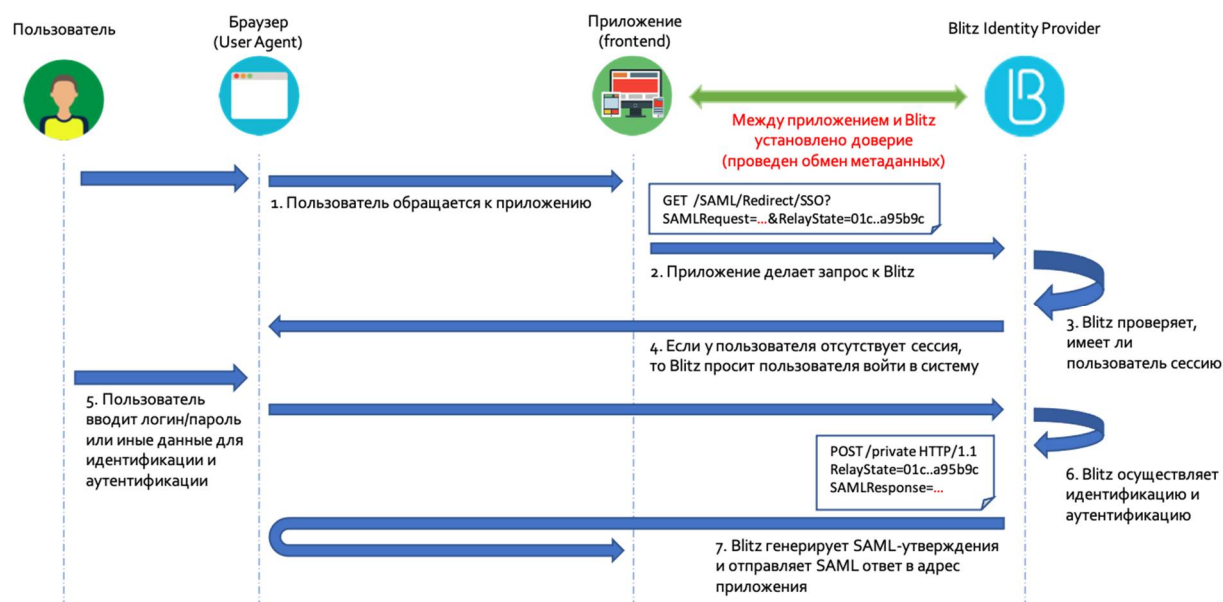 Пользователь
Браузер
(User Agent)
Приложение
(frontend)
Blitz Identity Provider
Между приложением и Blitz
установлено доверие
(проведен обмен метаданных)
1. Пользователь обращается к приложению
GET /SAML/Redirect/SSO?
SAMLRequest=...&RelayState=01c..a95b9c
2. Приложение делает запрос к Blitz
3. Blitz проверяет,
имеет ли
пользователь сессию
4. Если у пользователя отсутствует сессия,
то Blitz просит пользователя войти в систему
5. Пользователь
вводит логин/пароль
или иные данные для
идентификации и
аутентификации
POST /private HTTP/1.1
RelayState=01c..a95b9c
SAMLResponse=...
6. Blitz осуществляет
идентификацию и
аутентификацию
7. Blitz генерирует SAML-утверждения
и отправляет SAML ответ в адрес
приложения